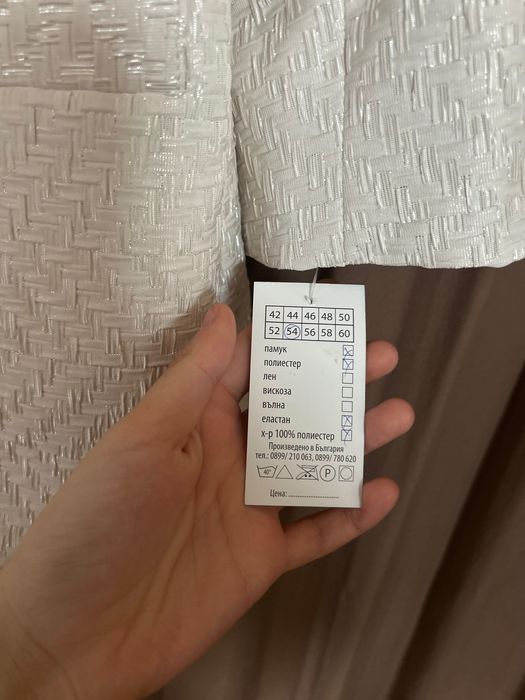 42 44 46 48 50
52 54 56 58 60
памук
полиестер
лен
вискоза
вълна
еластан
х-р 100% полиестер
Произведено в България
тел.: 0899/ 210 063, 0899/ 780 620
40° P
Цена: ........................